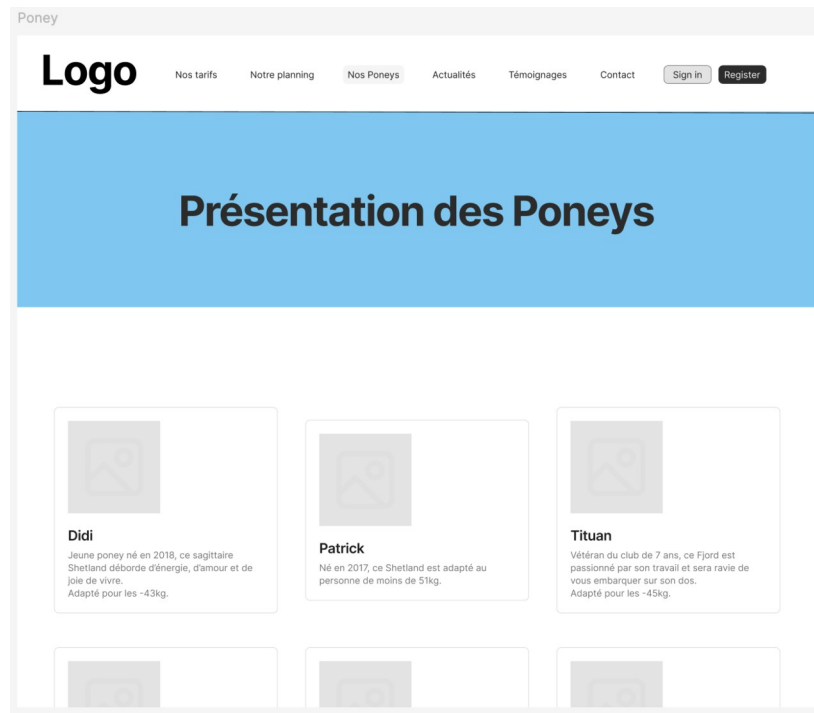 Poney
Logo
Nos tarifs
Notre planning
Nos Poneys
Actualités
Témoignages
Contact
Sign in
Register
Présentation des Poneys
Didi
Jeune poney né en 2018, ce sagittaire
Shetland déborde d'énergie, d'amour et de
joie de vivre.
Adapté pour les -43kg.
Patrick
Né en 2017, ce Shetland est adapté au
personne de moins de 51kg.
Tituan
Vétéran du club de 7 ans, ce Fjord est
passionné par son travail et sera ravie de
vous embarquer sur son dos.
Adapté pour les -45kg.